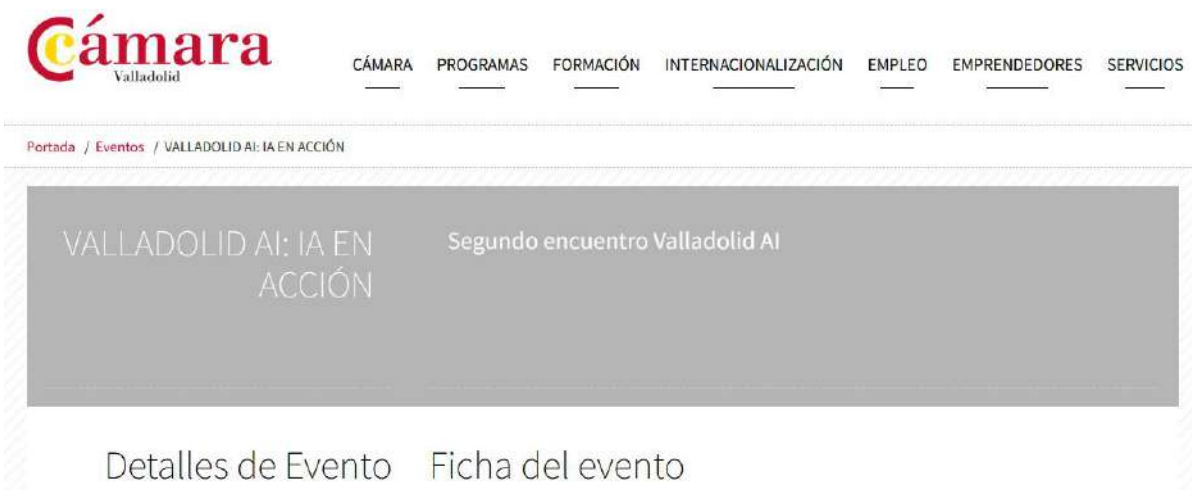 Cámara
Valladolid
CÁMARA PROGRAMAS FORMACIÓN INTERNACIONALIZACIÓN EMPLEO EMPRENDEDORES SERVICIOS
Portada / Eventos / VALLADOLID AI: IA EN ACCIÓN
VALLADOLID AI: IA EN
ACCIÓN
Segundo encuentro Valladolid AI
Detalles de Evento
Ficha del evento